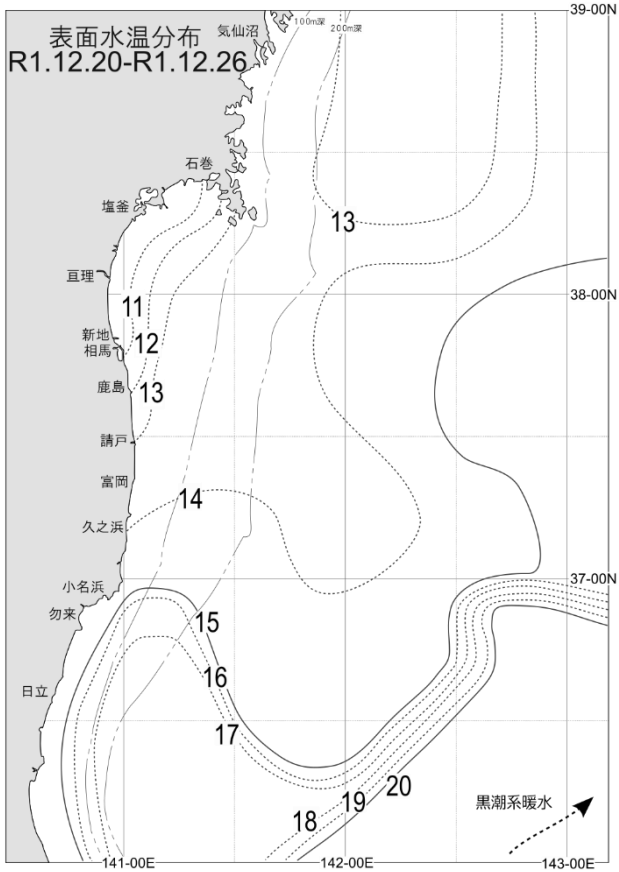 39-00N
100m深
200m深
気仙沼
表面水温分布
R1.12.20-R1.12.26
石巻
塩釜
13
亘理
38-00N
11
新地
12
相馬
鹿島
13
請戸
富岡
14
久之浜
小名浜
37-00N
勿来
15
16
日立
17
20
19
18
黒潮系暖水
141-00E
142-00E
143-00E